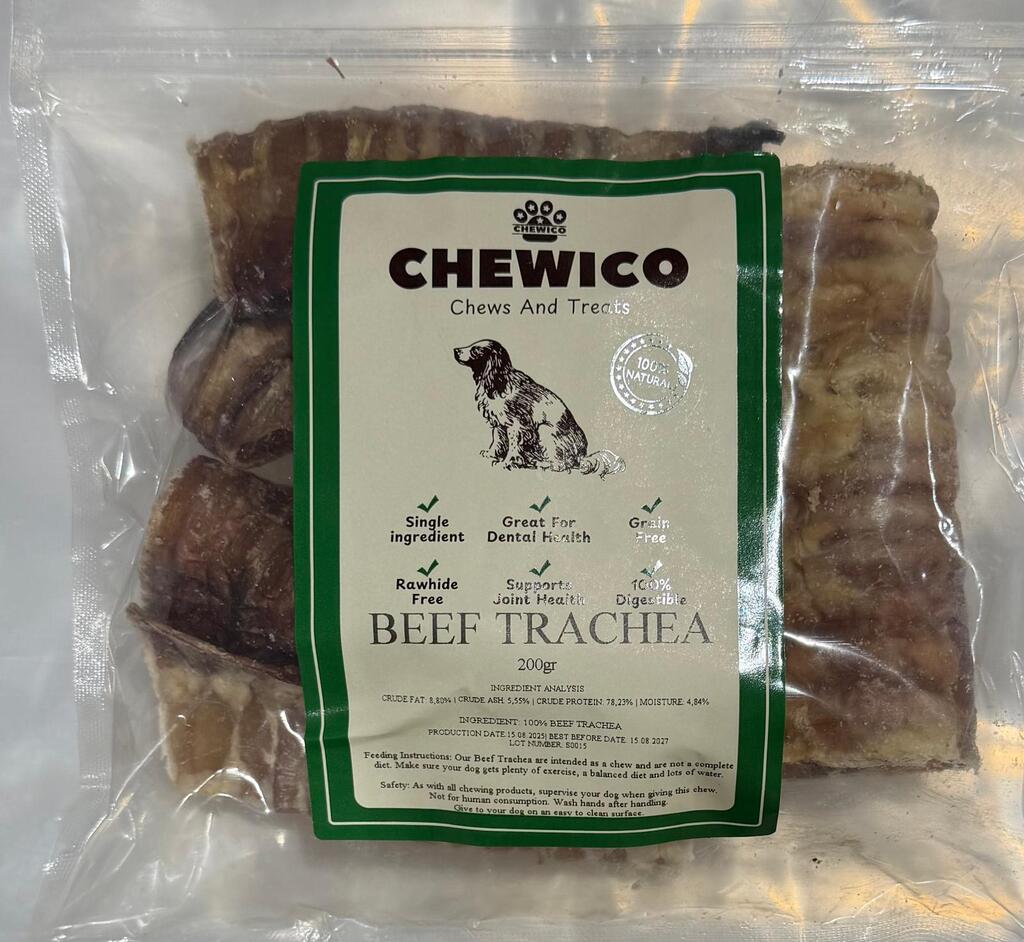 CHEWICO
CHEWICO
Chews And Treats
100%
NATURAL
Single
ingredient
Great For
Dental Health
Grain
Free
Rawhide
Free
Supports
Joint Health
100%
Digestible
BEEF TRACHEA
200gr
INGREDIENT ANALYSIS
CRUDE FAT: 8,80% | CRUDE ASH: 5,55% | CRUDE PROTEIN: 78,23% | MOISTURE: 4,84%
INGREDIENT: 100% BEEF TRACHEA
PRODUCTION DATE:15.08.2025| BEST BEFORE DATE: 15.08.2027
LOT NUMBER: S0015
Feeding Instructions: Our Beef Trachea are intended as a chew and are not a complete
diet. Make sure your dog gets plenty of exercise, a balanced diet and lots of water.
Safety: As with all chewing products, supervise your dog when giving this chew.
Not for human consumption. Wash hands after handling.
Give to your dog on an easy to clean surface.